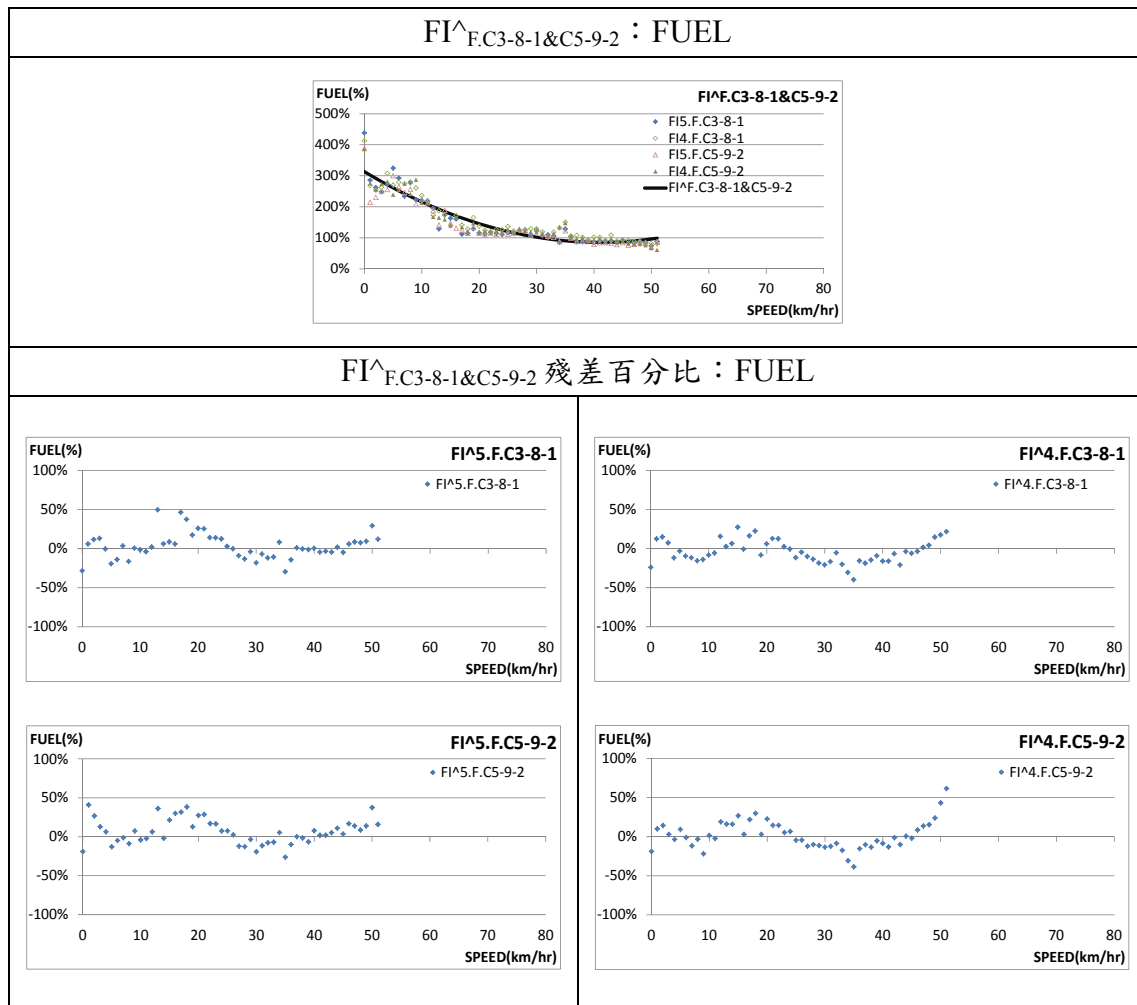 FI^F.C3-8-1&C5-9-2：FUEL
FUEL(%)
FI^F.C3-8-1&C5-9-2
500%
400%
300%
200%
100%
0%
FI5.F.C3-8-1
FI4.F.C3-8-1
FI5.F.C5-9-2
FI4.F.C5-9-2
FI^F.C3-8-1&C5-9-2
0 10 20 30 40 50 60 70 80
SPEED(km/hr)
FI^F.C3-8-1&C5-9-2 殘差百分比：FUEL
FUEL(%)
FI^5.F.C3-8-1
FI^5.F.C3-8-1
100%
50%
0%
-50%
-100%
0 10 20 30 40 50 60 70 80
SPEED(km/hr)
FUEL(%)
FI^4.F.C3-8-1
FI^4.F.C3-8-1
100%
50%
0%
-50%
-100%
0 10 20 30 40 50 60 70 80
SPEED(km/hr)
FUEL(%)
FI^5.F.C5-9-2
FI^5.F.C5-9-2
100%
50%
0%
-50%
-100%
0 10 20 30 40 50 60 70 80
SPEED(km/hr)
FUEL(%)
FI^4.F.C5-9-2
FI^4.F.C5-9-2
100%
50%
0%
-50%
-100%
0 10 20 30 40 50 60 70 80
SPEED(km/hr)